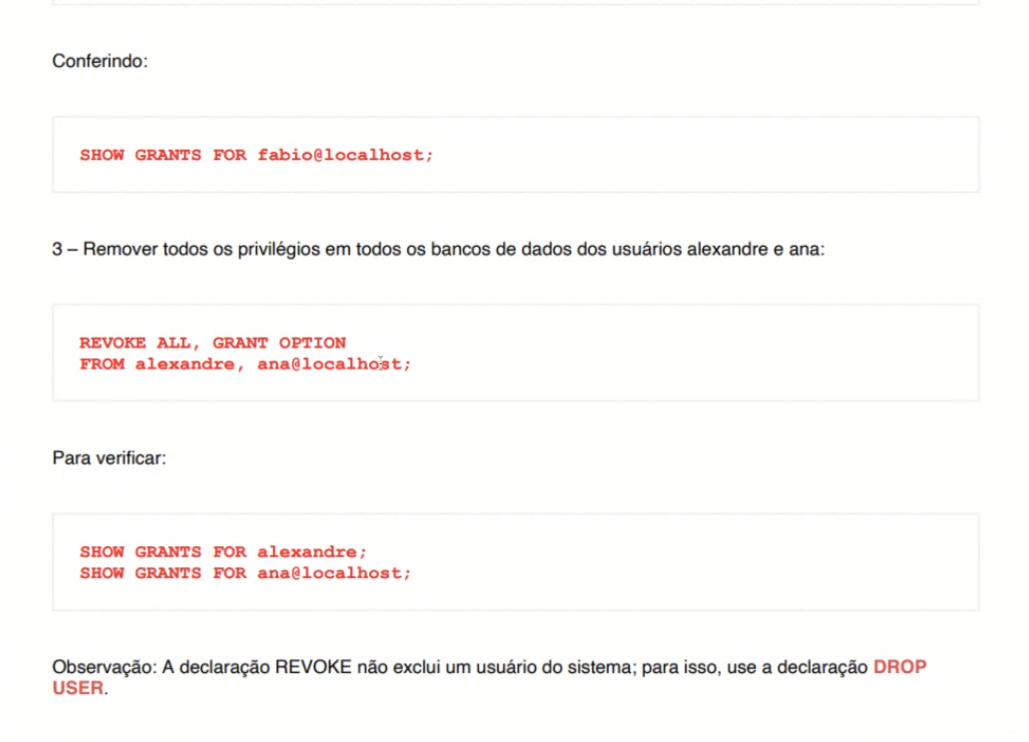 Conferindo:
SHOW GRANTS FOR fabio@localhost;
3 – Remover todos os privilégios em todos os bancos de dados dos usuários alexandre e ana:
REVOKE ALL, GRANT OPTION
FROM alexandre, ana@localhost;
Para verificar:
SHOW GRANTS FOR alexandre;
SHOW GRANTS FOR ana@localhost;
Observação: A declaração REVOKE não exclui um usuário do sistema; para isso, use a declaração DROP
USER.